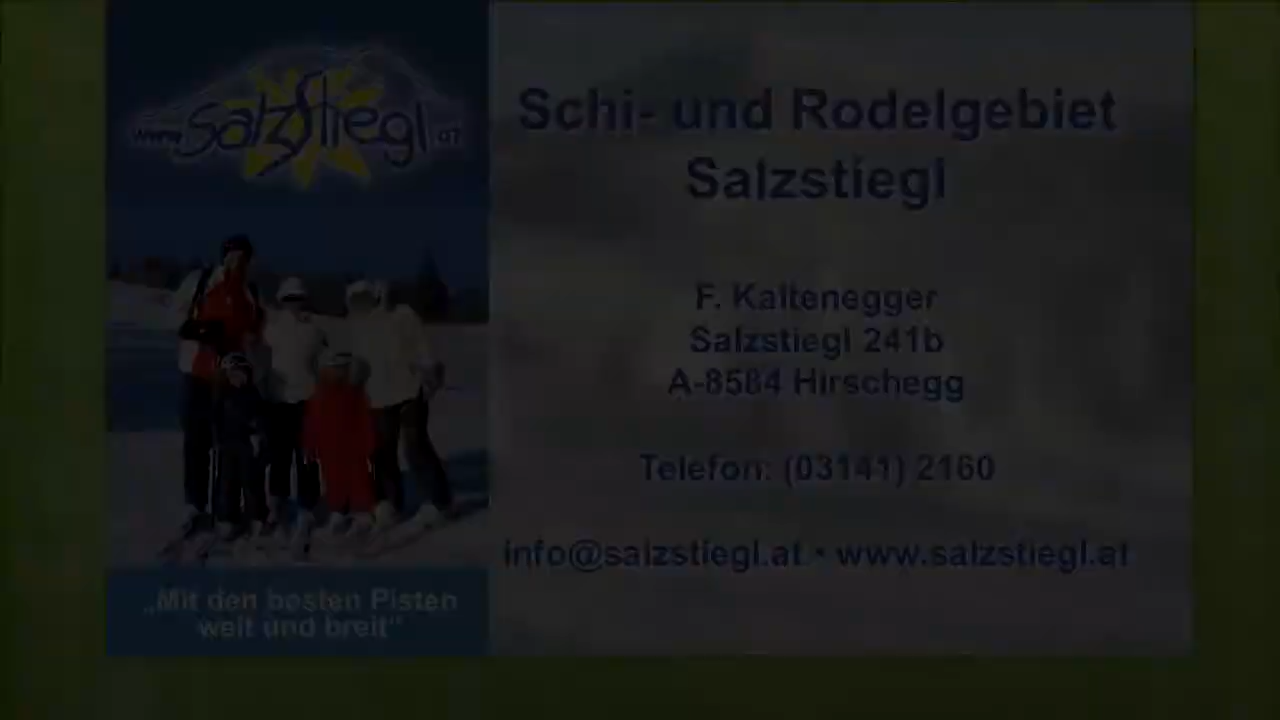 www.salzstiegl.at
Schi- und Rodelgebiet
Salzstiegl
F. Kaltenegger
Salzstiegl 241b
A-8584 Hirschegg
Telefon: (03141) 2160
info@salzstiegl.at • www.salzstiegl.at
„Mit den besten Pisten
weit und breit“